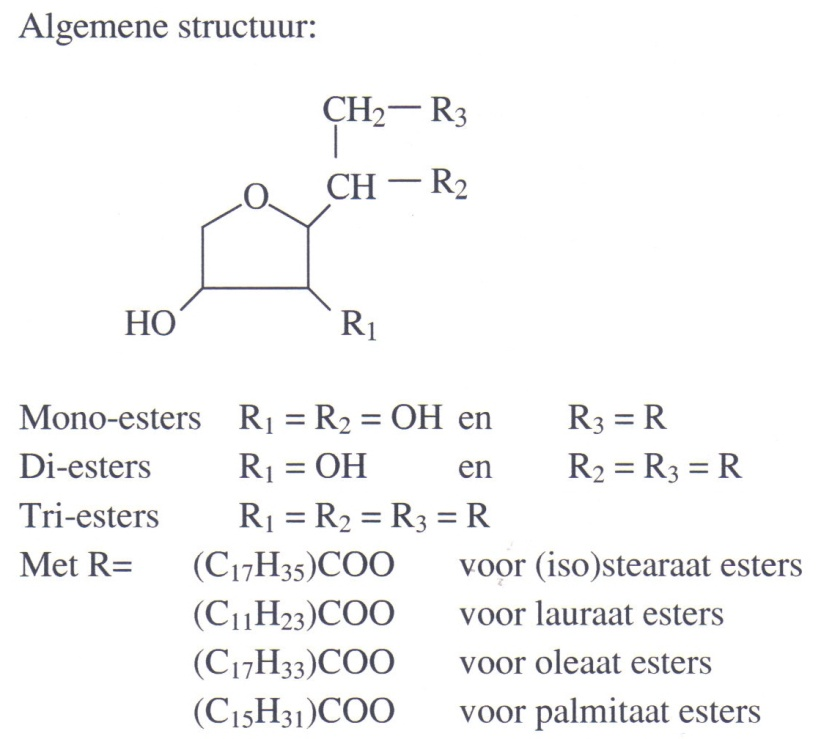 Algemene structuur:
CH₂— R₃
CH — R₂
O
HO
R₁
Mono-esters R₁ = R₂ = OH en R₃ = R
Di-esters R₁ = OH en R₂ = R₃ = R
Tri-esters R₁ = R₂ = R₃ = R
Met R= (C₁₇H₃₅)COO voor (iso)stearaat esters
(C₁₁H₂₃)COO voor lauraat esters
(C₁₇H₃₃)COO voor oleaat esters
(C₁₅H₃₁)COO voor palmitaat esters